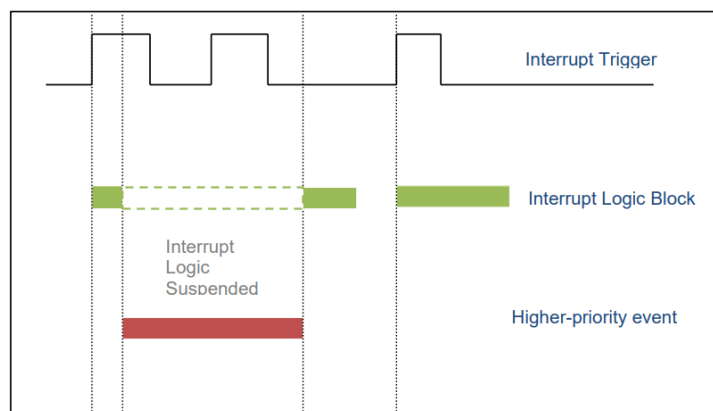 Interrupt Trigger
Interrupt Logic Block
Interrupt
Logic
Suspended
Higher-priority event